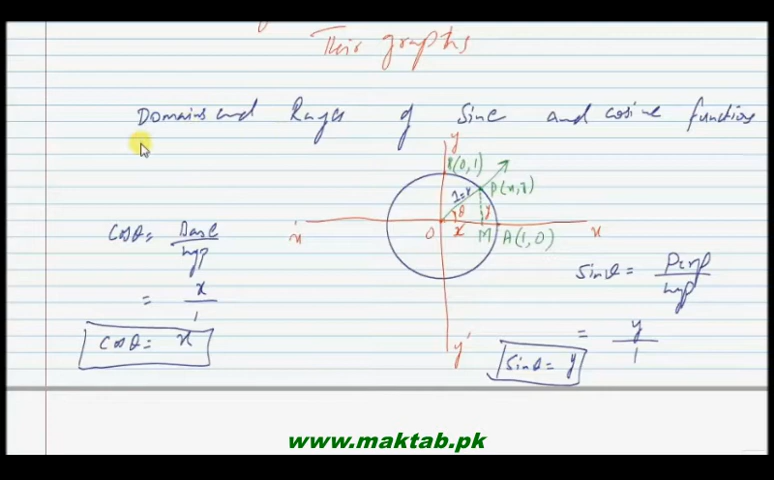 Their graphs
Domains and Ranges of Sine and cosine functions
y
B(0,1)
P(x,y)
1=r
θ
y
x'
O
x
M
A(1,0)
x
y'
Cosθ = Base/hyp
= x/1
Cosθ = x
Sinθ = Perp/hyp
= y/1
Sinθ = y
www.maktab.pk